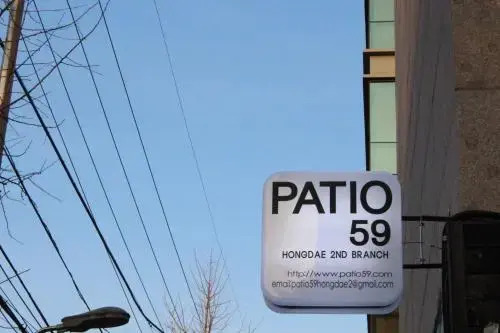 PATIO
59
HONGDAE 2ND BRANCH
http://www.patio59.com
email:patio59hongdae2@gmail.com